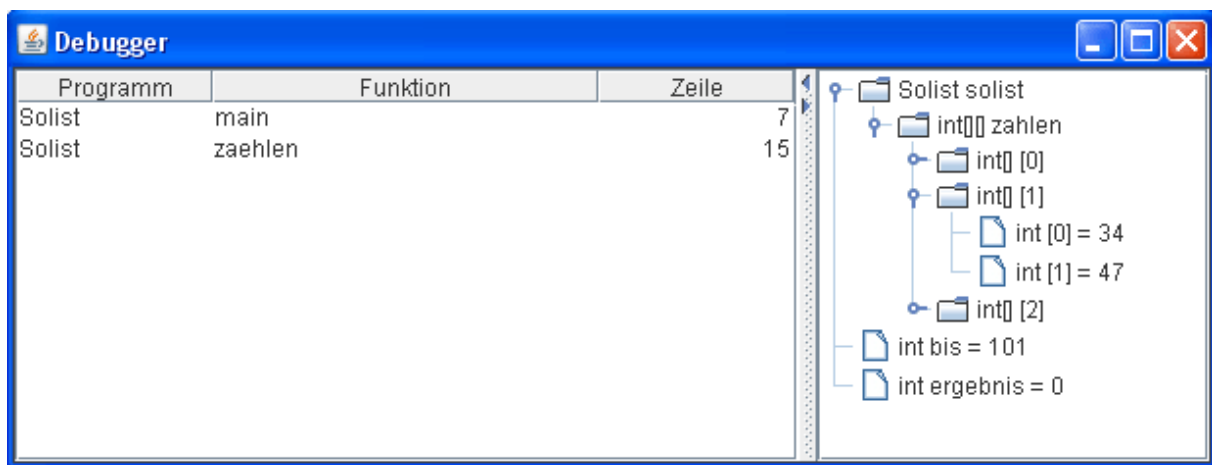 Debugger
Programm Funktion Zeile
Solist main 7
Solist zaehlen 15
Solist solist
int[][] zahlen
int[] [0]
int[] [1]
int [0] = 34
int [1] = 47
int[] [2]
int bis = 101
int ergebnis = 0